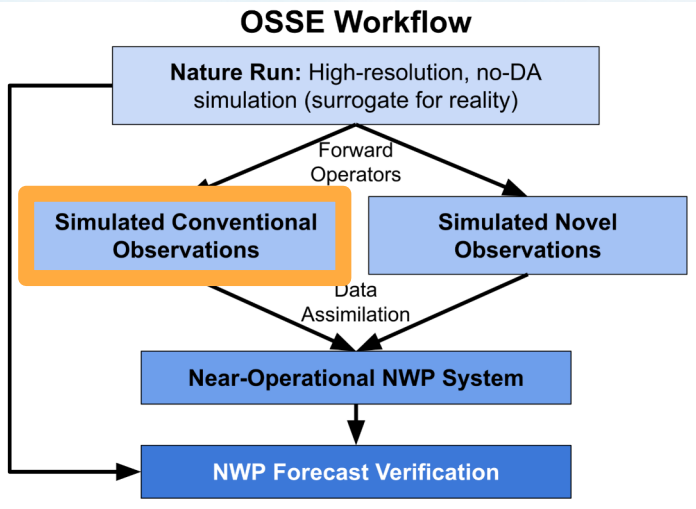 OSSE Workflow
Nature Run: High-resolution, no-DA
simulation (surrogate for reality)
Forward
Operators
Simulated Conventional
Observations
Simulated Novel
Observations
Data
Assimilation
Near-Operational NWP System
NWP Forecast Verification